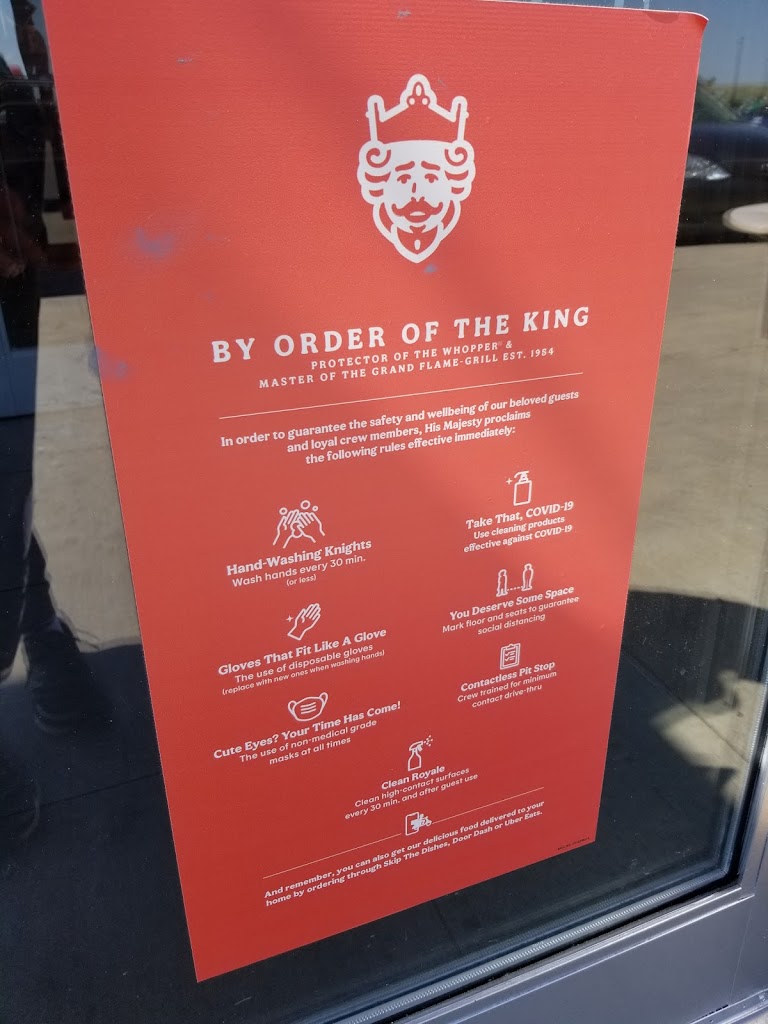 BY ORDER OF THE KING
PROTECTOR OF THE WHOPPER® &
MASTER OF THE GRAND FLAME-GRILL EST. 1954
In order to guarantee the safety and wellbeing of our beloved guests
and loyal crew members, His Majesty proclaims
the following rules effective immediately:
Hand-Washing Knights
Wash hands every 30 min.
(or less)
Gloves That Fit Like A Glove
The use of disposable gloves
(replace with new ones when washing hands)
Cute Eyes? Your Time Has Come!
The use of non-medical grade
masks at all times
Take That, COVID-19
Use cleaning products
effective against COVID-19
You Deserve Some Space
Mark floor and seats to guarantee
social distancing
Contactless Pit Stop
Crew trained for minimum
contact drive-thru
Clean Royale
Clean high-contact surfaces
every 30 min. and after guest use
And remember, you can also get our delicious food delivered to your
home by ordering through Skip The Dishes, Door Dash or Uber Eats.